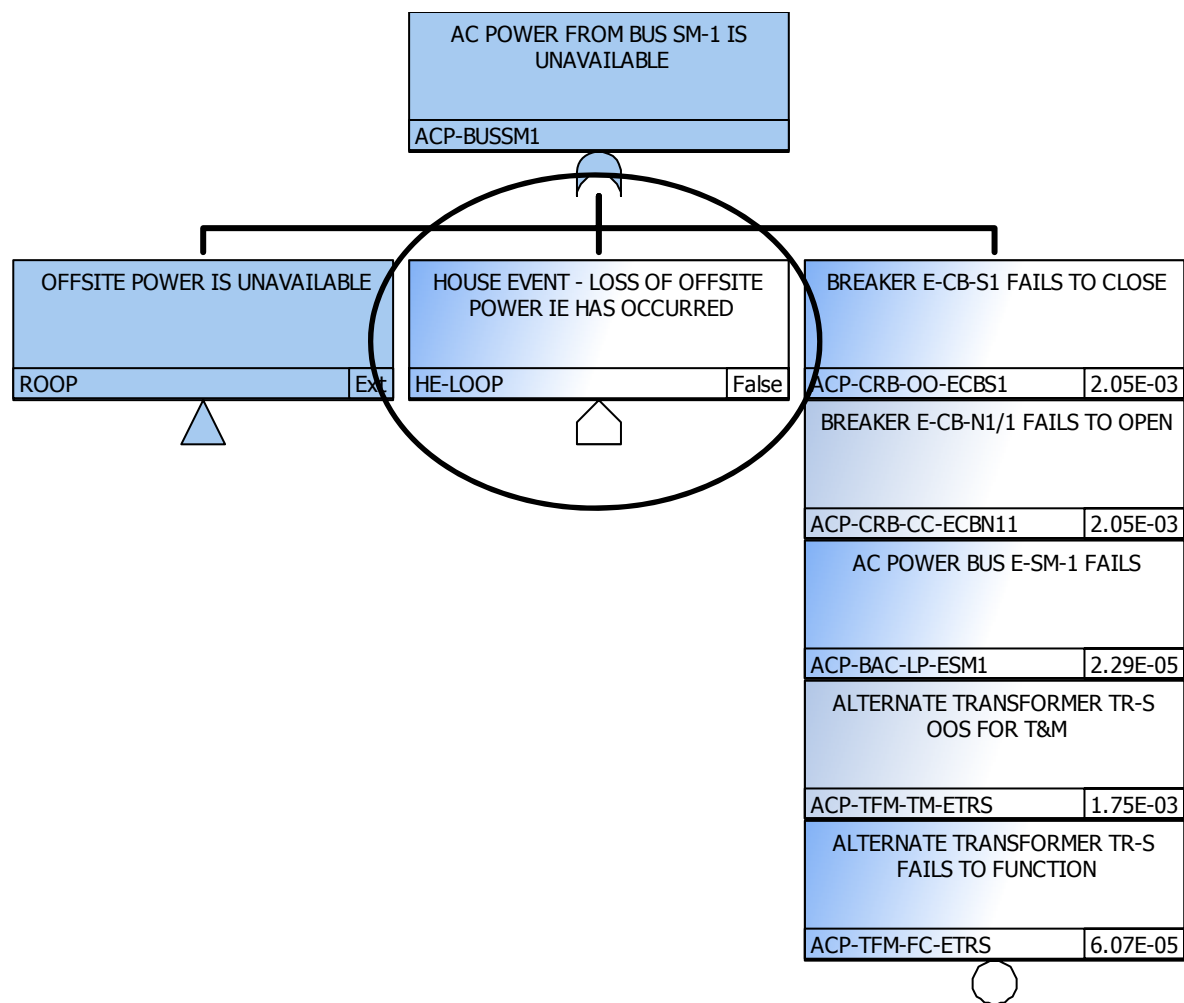 AC POWER FROM BUS SM-1 IS
UNAVAILABLE
ACP-BUSSM1
OFFSITE POWER IS UNAVAILABLE
ROOP
Ext
HOUSE EVENT - LOSS OF OFFSITE
POWER IE HAS OCCURRED
HE-LOOP
False
BREAKER E-CB-S1 FAILS TO CLOSE
ACP-CRB-OO-ECBS1
2.05E-03
BREAKER E-CB-N1/1 FAILS TO OPEN
ACP-CRB-CC-ECBN11
2.05E-03
AC POWER BUS E-SM-1 FAILS
ACP-BAC-LP-ESM1
2.29E-05
ALTERNATE TRANSFORMER TR-S
OOS FOR T&M
ACP-TFM-TM-ETRS
1.75E-03
ALTERNATE TRANSFORMER TR-S
FAILS TO FUNCTION
ACP-TFM-FC-ETRS
6.07E-05